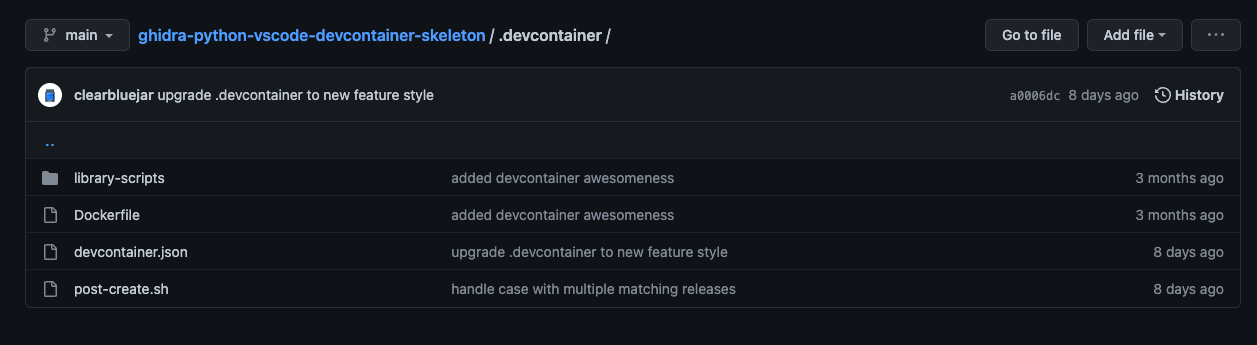 main ghidra-python-vscode-devcontainer-skeleton / .devcontainer / Go to file Add file ...
clearbluejar upgrade .devcontainer to new feature style a0006dc 8 days ago History
..
library-scripts added devcontainer awesomeness 3 months ago
Dockerfile added devcontainer awesomeness 3 months ago
devcontainer.json upgrade .devcontainer to new feature style 8 days ago
post-create.sh handle case with multiple matching releases 8 days ago